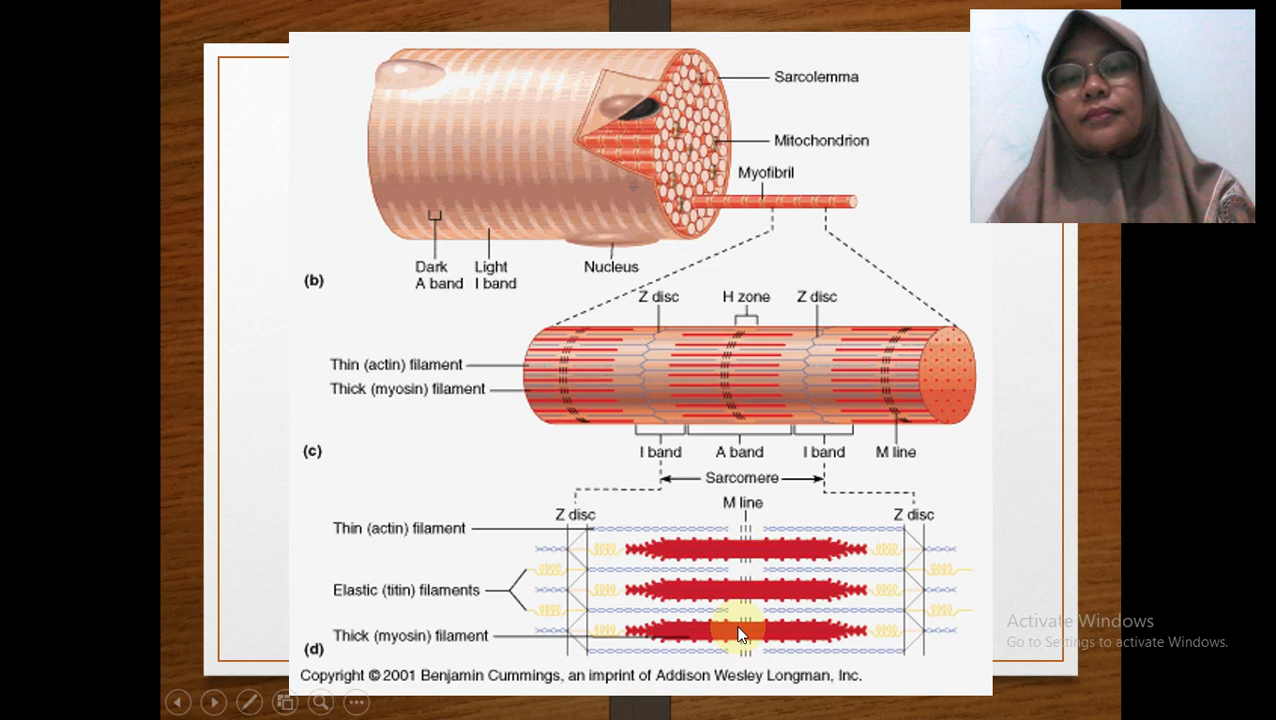 Sarcolemma
Mitochondrion
Myofibril
Dark
A band
Light
I band
Nucleus
(b)
Z disc
H zone
Z disc
Thin (actin) filament
Thick (myosin) filament
I band
A band
I band
M line
(c)
Sarcomere
M line
Z disc
Z disc
Thin (actin) filament
Elastic (titin) filaments
Thick (myosin) filament
(d)
Copyright © 2001 Benjamin Cummings, an imprint of Addison Wesley Longman, Inc.
Activate Windows
Go to Settings to activate Windows.